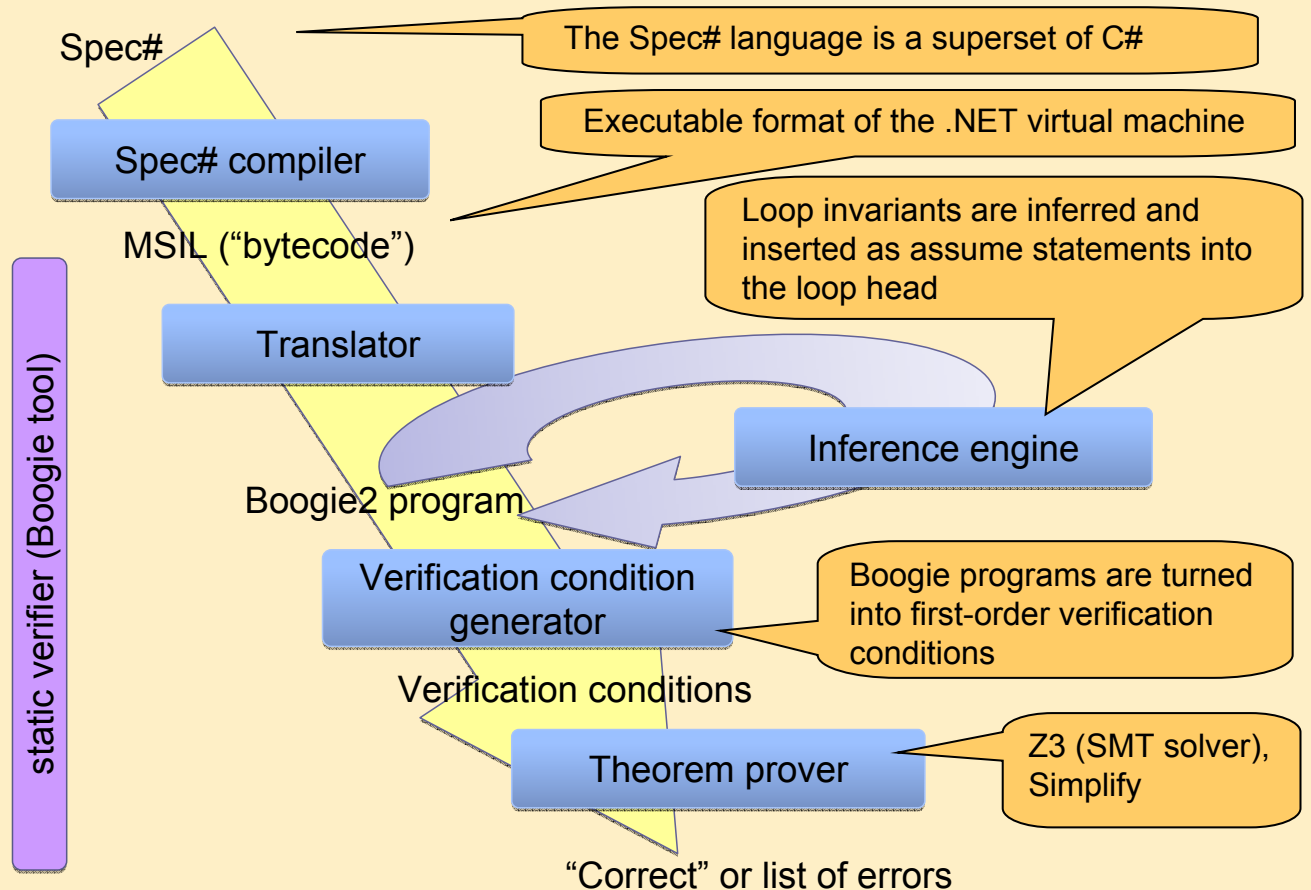 Spec#
The Spec# language is a superset of C#
Executable format of the .NET virtual machine
Spec# compiler
Loop invariants are inferred and
inserted as assume statements into
the loop head
MSIL (“bytecode”)
static verifier (Boogie tool)
Translator
Inference engine
Boogie2 program
Verification condition
generator
Boogie programs are turned
into first-order verification
conditions
Verification conditions
Theorem prover
Z3 (SMT solver),
Simplify
“Correct” or list of errors